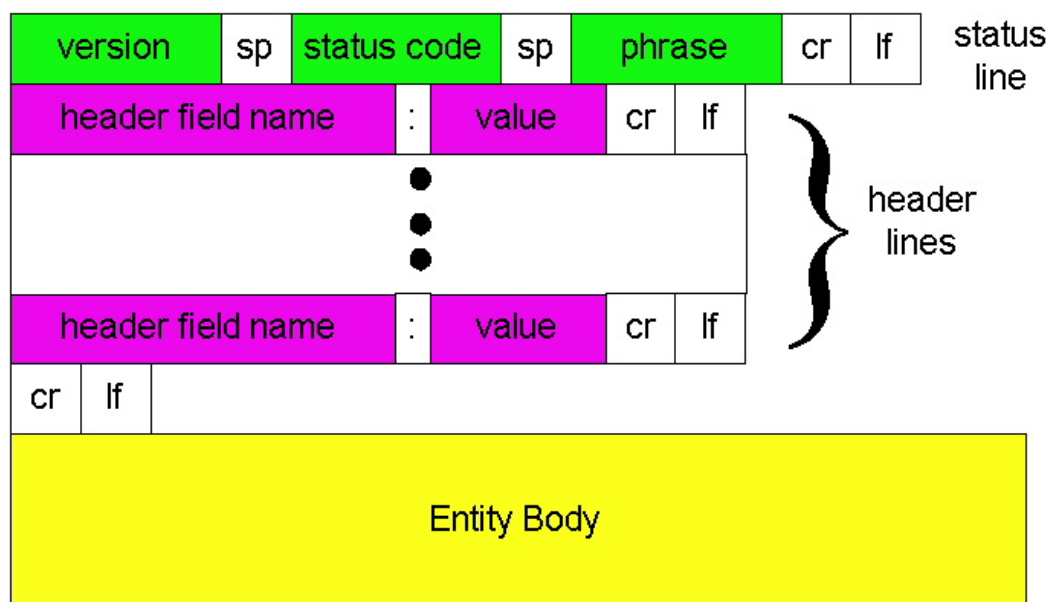 version sp status code sp phrase cr lf
status
line
header field name : value cr lf
header
lines
header field name : value cr lf
cr lf
Entity Body